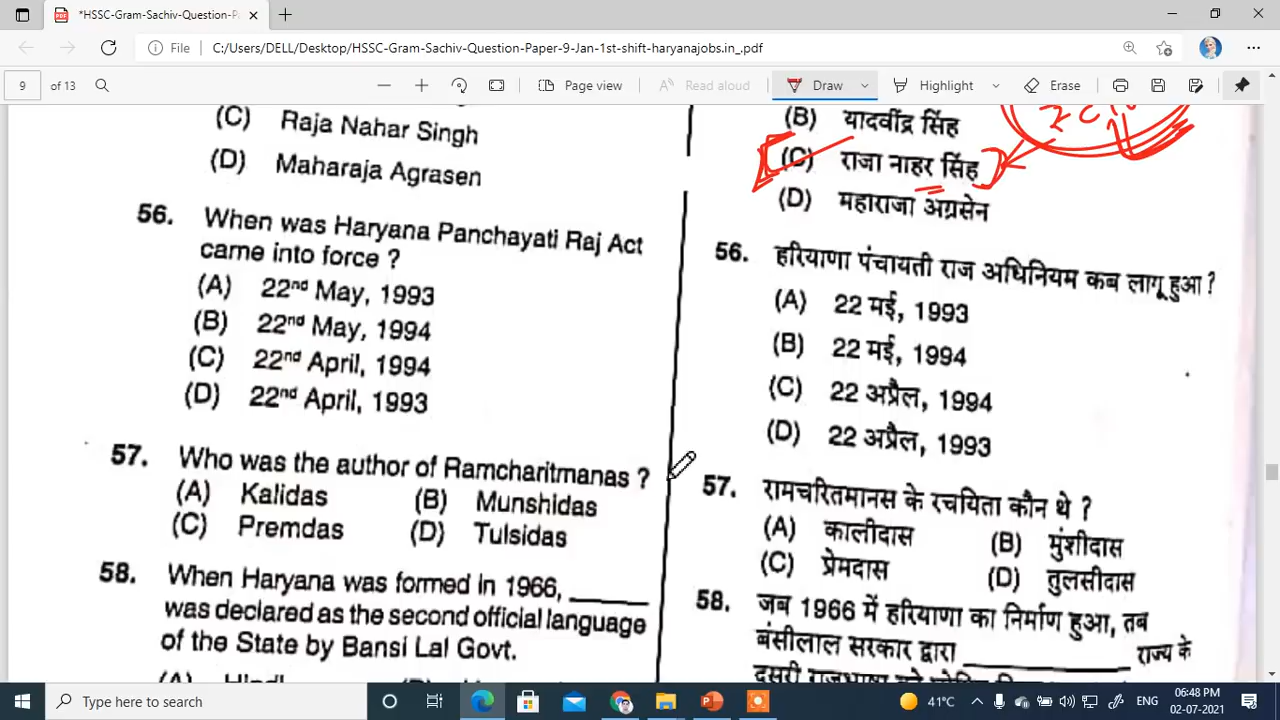 *HSSC-Gram-Sachiv-Question-P
File C:/Users/DELL/Desktop/HSSC-Gram-Sachiv-Question-Paper-9-Jan-1st-shift-haryanajobs.in_.pdf
9 of 13 Page view Read aloud Draw Highlight Erase
(C) Raja Nahar Singh
(D) Maharaja Agrasen
56. When was Haryana Panchayati Raj Act
came into force ?
(A) 22nd May, 1993
(B) 22nd May, 1994
(C) 22nd April, 1994
(D) 22nd April, 1993
57. Who was the author of Ramcharitmanas ?
(A) Kalidas (B) Munshidas
(C) Premdas (D) Tulsidas
58. When Haryana was formed in 1966, ______
was declared as the second official language
of the State by Bansi Lal Govt.
(A) Hindi
(B) यादवींद्र सिंह
(C) राजा नाहर सिंह
(D) महाराजा अग्रसेन
56. हरियाणा पंचायती राज अधिनियम कब लागू हुआ ?
(A) 22 मई, 1993
(B) 22 मई, 1994
(C) 22 अप्रैल, 1994
(D) 22 अप्रैल, 1993
57. रामचरितमानस के रचयिता कौन थे ?
(A) कालीदास (B) मुंशीदास
(C) प्रेमदास (D) तुलसीदास
58. जब 1966 में हरियाणा का निर्माण हुआ, तब
बंसीलाल सरकार द्वारा ____________ राज्य के
Type here to search 41°C ENG 06:48 PM
02-07-2021